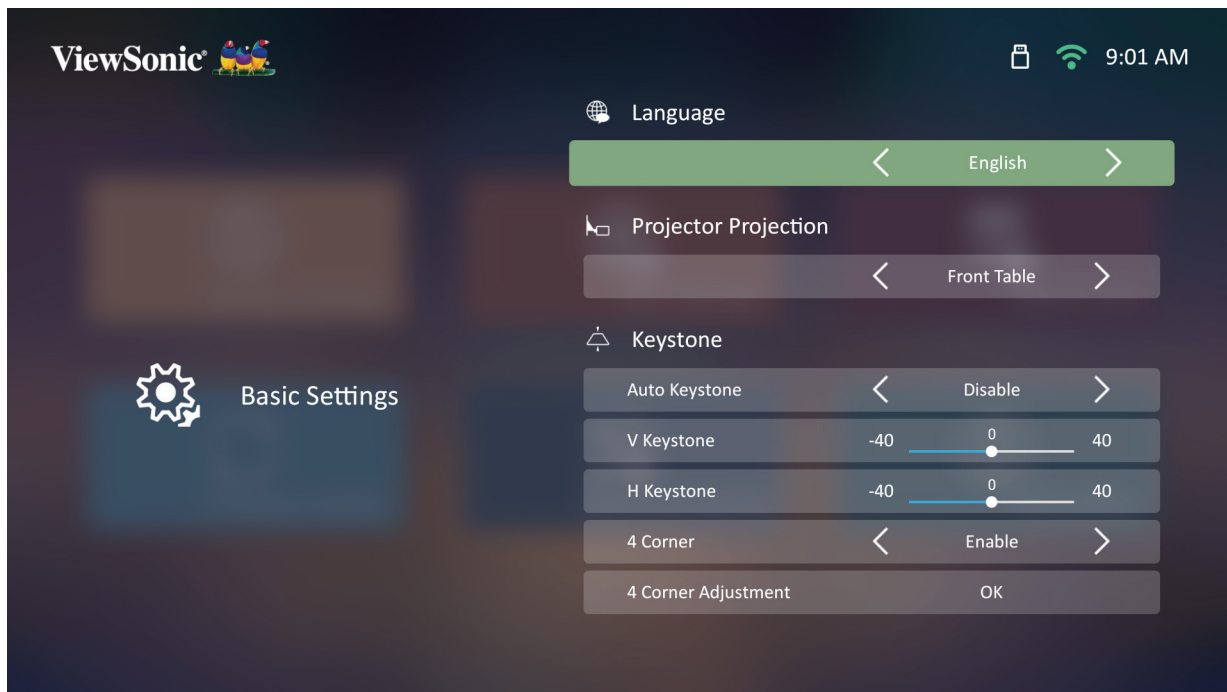 ViewSonic®
9:01 AM
Language
English
Projector Projection
Front Table
Keystone
Auto Keystone Disable
V Keystone -40 0 40
H Keystone -40 0 40
4 Corner Enable
4 Corner Adjustment OK
Basic Settings